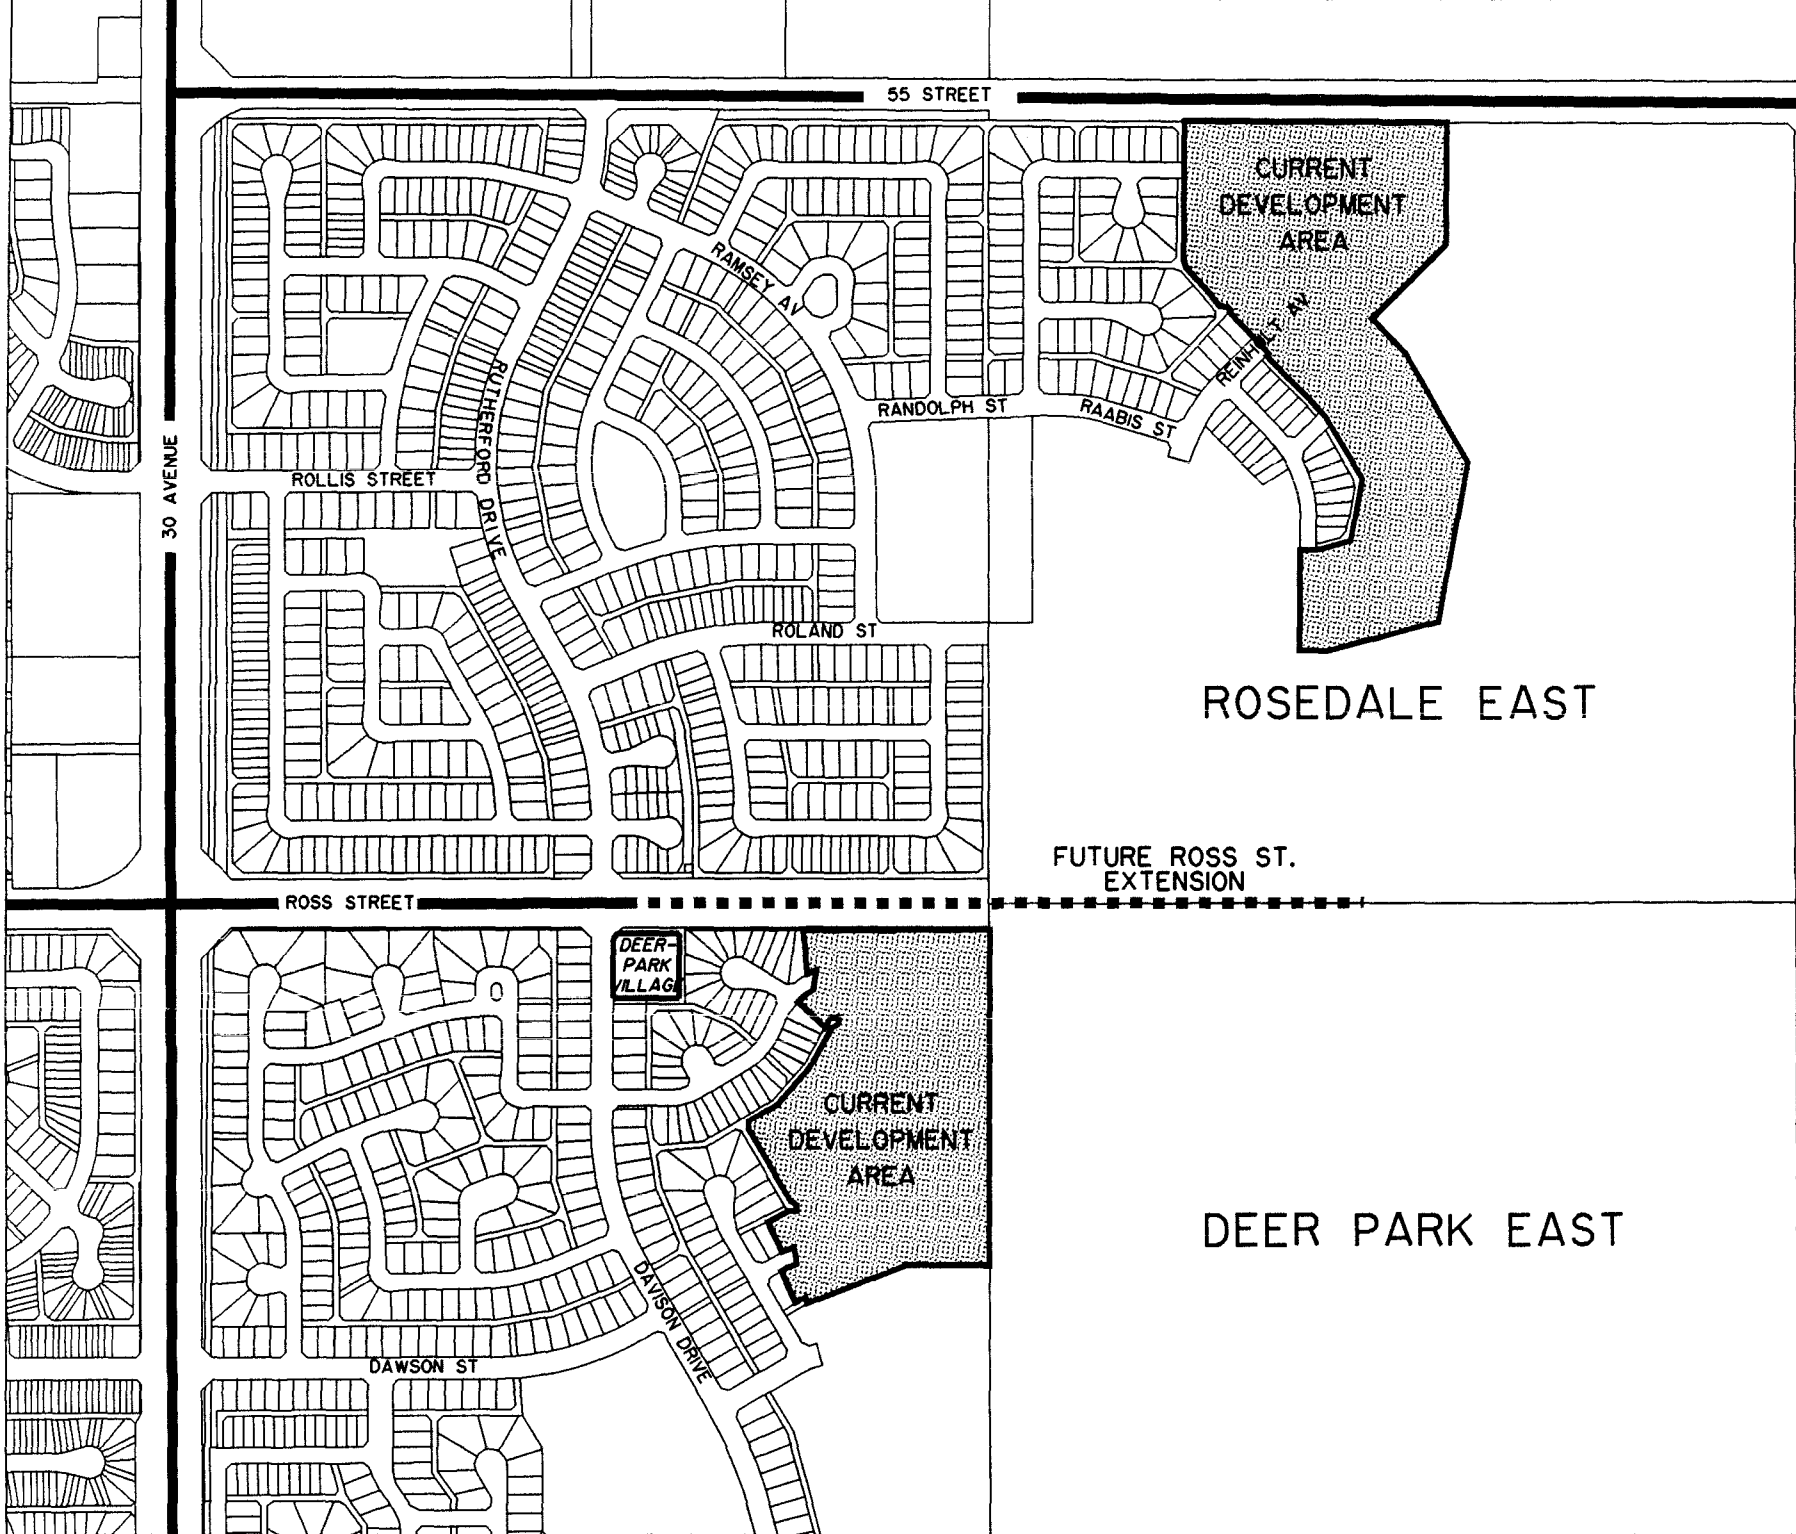 55 STREET
CURRENT
DEVELOPMENT
AREA
RAMSEY AV
REINHOLT AV
RUTHERFORD DRIVE
RANDOLPH ST
RAABIS ST
30 AVENUE
ROLLIS STREET
ROLAND ST
ROSEDALE EAST
FUTURE ROSS ST.
EXTENSION
ROSS STREET
DEER-
PARK
VILLAGE
CURRENT
DEVELOPMENT
AREA
DEER PARK EAST
DAVISON DRIVE
DAWSON ST